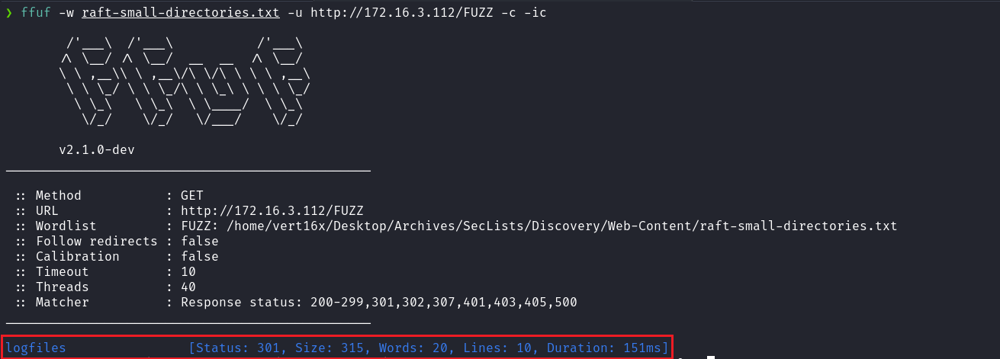 ❯ ffuf -w raft-small-directories.txt -u http://172.16.3.112/FUZZ -c -ic
        /'___\  /'___\           /'___\
       /\ \__/ /\ \__/  __  __  /\ \__/
       \ \ ,__\\ \ ,__\/\ \/\ \ \ \ ,__\
        \ \ \_/ \ \ \_/\ \ \_\ \ \ \ \_/
         \ \_\   \ \_\  \ \____/  \ \_\
          \/_/    \/_/   \/___/    \/_/
v2.1.0-dev
________________________________________________
:: Method : GET
:: URL : http://172.16.3.112/FUZZ
:: Wordlist : FUZZ: /home/vert16x/Desktop/Archives/SecLists/Discovery/Web-Content/raft-small-directories.txt
:: Follow redirects : false
:: Calibration : false
:: Timeout : 10
:: Threads : 40
:: Matcher : Response status: 200-299,301,302,307,401,403,405,500
________________________________________________
logfiles [Status: 301, Size: 315, Words: 20, Lines: 10, Duration: 151ms]